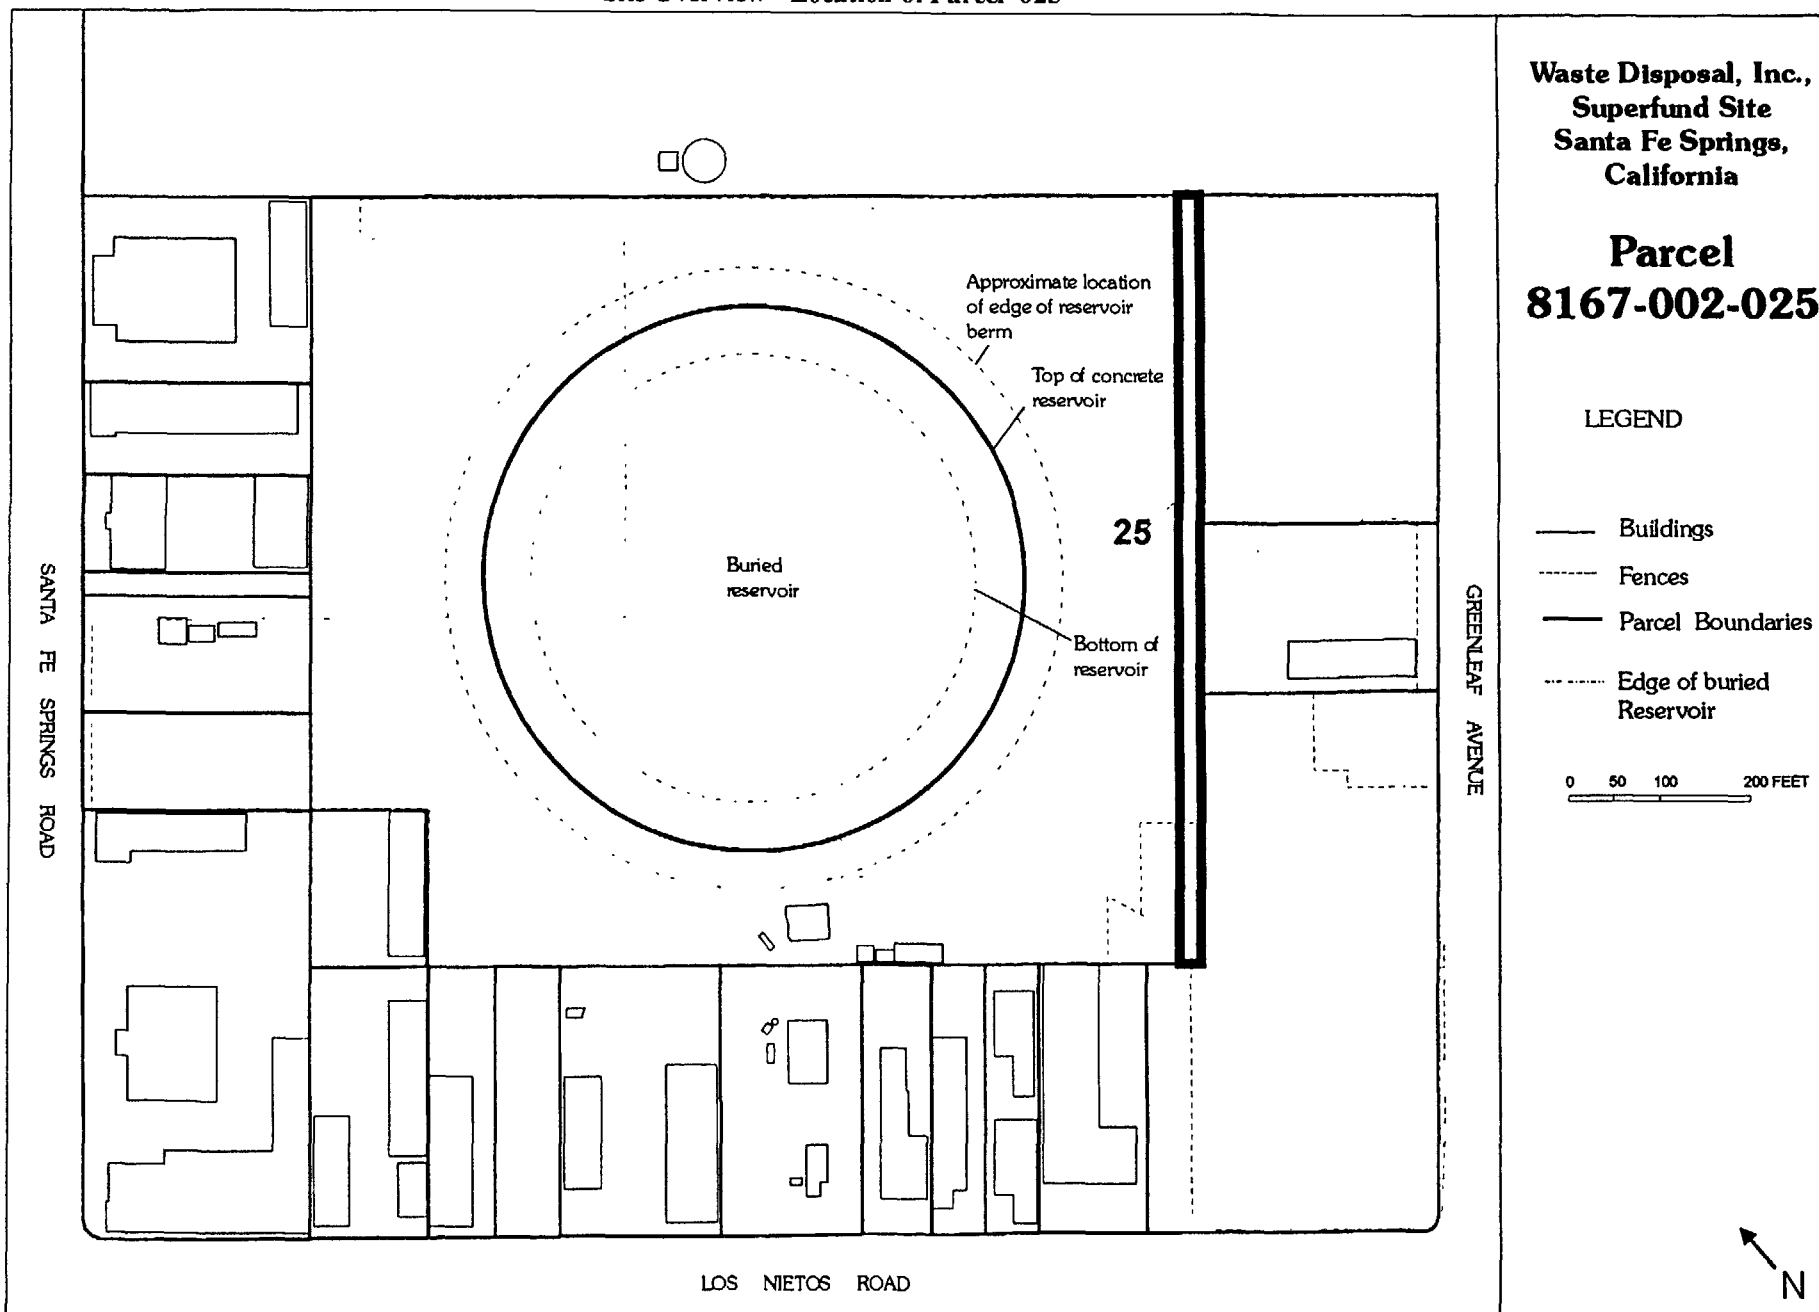 Waste Disposal, Inc.,
Superfund Site
Santa Fe Springs,
California
Parcel
8167-002-025
LEGEND
Buildings
Fences
Parcel Boundaries
Edge of buried
Reservoir
0 50 100 200 FEET
N
Approximate location
of edge of reservoir
berm
Top of concrete
reservoir
25
Buried
reservoir
Bottom of
reservoir
SANTA FE SPRINGS ROAD
GREENLEAF AVENUE
LOS NIETOS ROAD